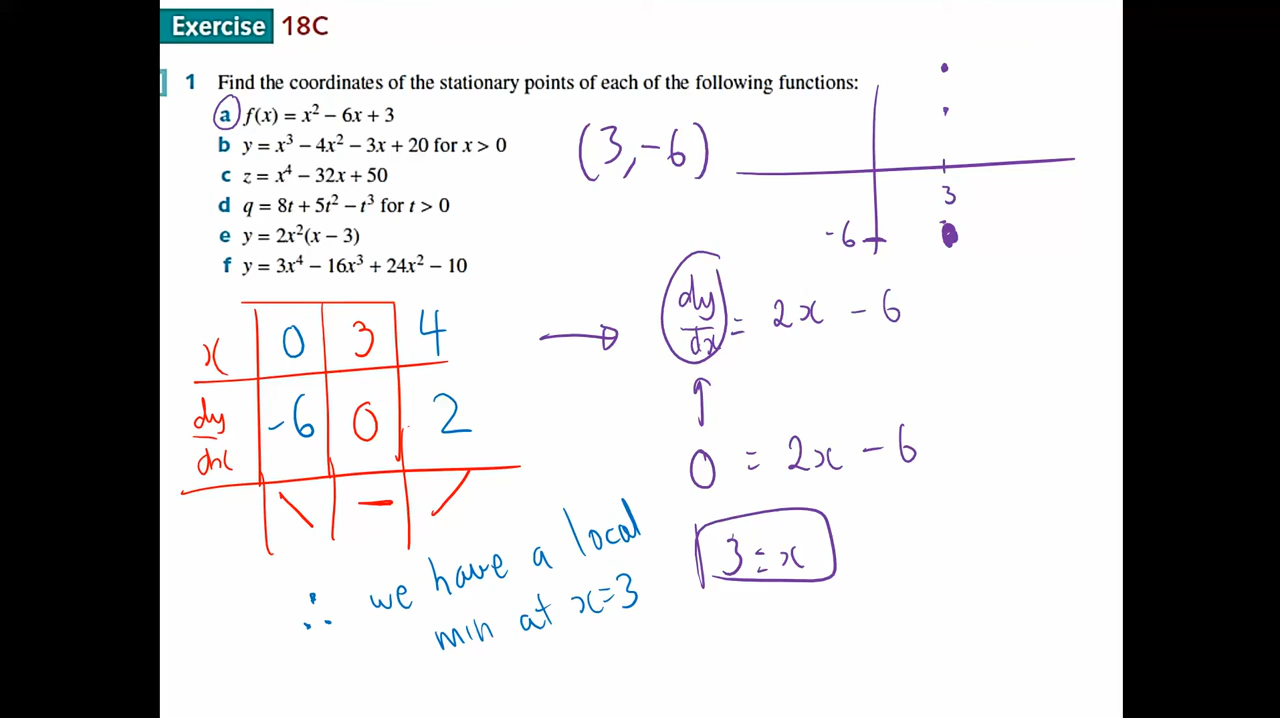 Exercise 18C
1 Find the coordinates of the stationary points of each of the following functions:
a f(x) = x² − 6x + 3
b y = x³ − 4x² − 3x + 20 for x > 0
c z = x⁴ − 32x + 50
d q = 8t + 5t² − t³ for t > 0
e y = 2x²(x − 3)
f y = 3x⁴ − 16x³ + 24x² − 10
(3, -6)
3
-6
dy/dx = 2x - 6
0 = 2x - 6
3 = x
x 0 3 4
dy/dx -6 0 2
∴ we have a local
min at x=3